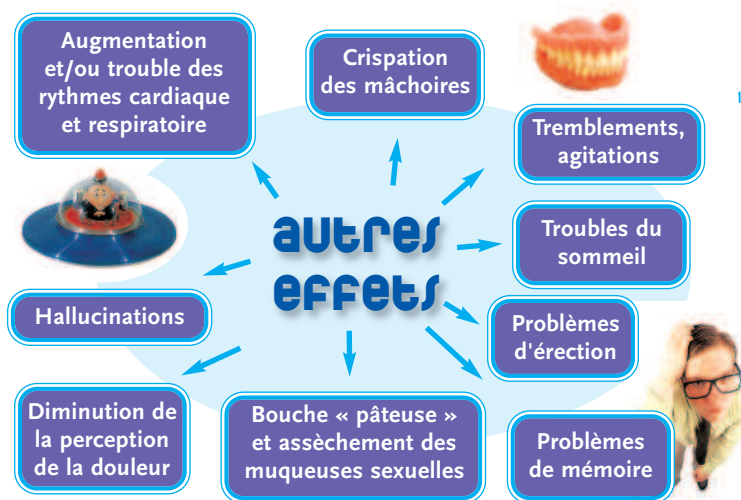 Augmentation
et/ou trouble des
rythmes cardiaque
et respiratoire
Crispation
des mâchoires
Tremblements,
agitations
autres
effets
Troubles du
sommeil
Hallucinations
Problèmes
d'érection
Diminution de
la perception
de la douleur
Bouche « pâteuse »
et assèchement des
muqueuses sexuelles
Problèmes
de mémoire